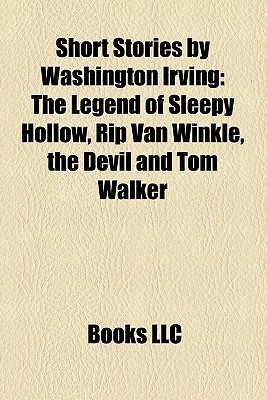 Short Stories by
Washington Irving:
The Legend of Sleepy
Hollow, Rip Van Winkle,
the Devil and Tom
Walker
Books LLC